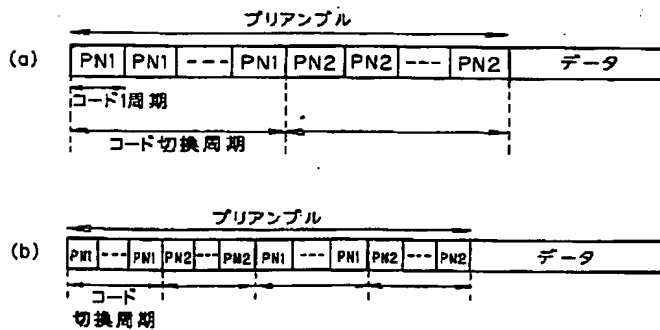 プリアンブル
(a) PN1 PN1 --- PN1 PN2 PN2 --- PN2 データ
コード1周期
コード切換周期
プリアンブル
(b) PN1 --- PN1 PN2 --- PN2 PN1 --- PN1 PN2 --- PN2 データ
コード
切換周期